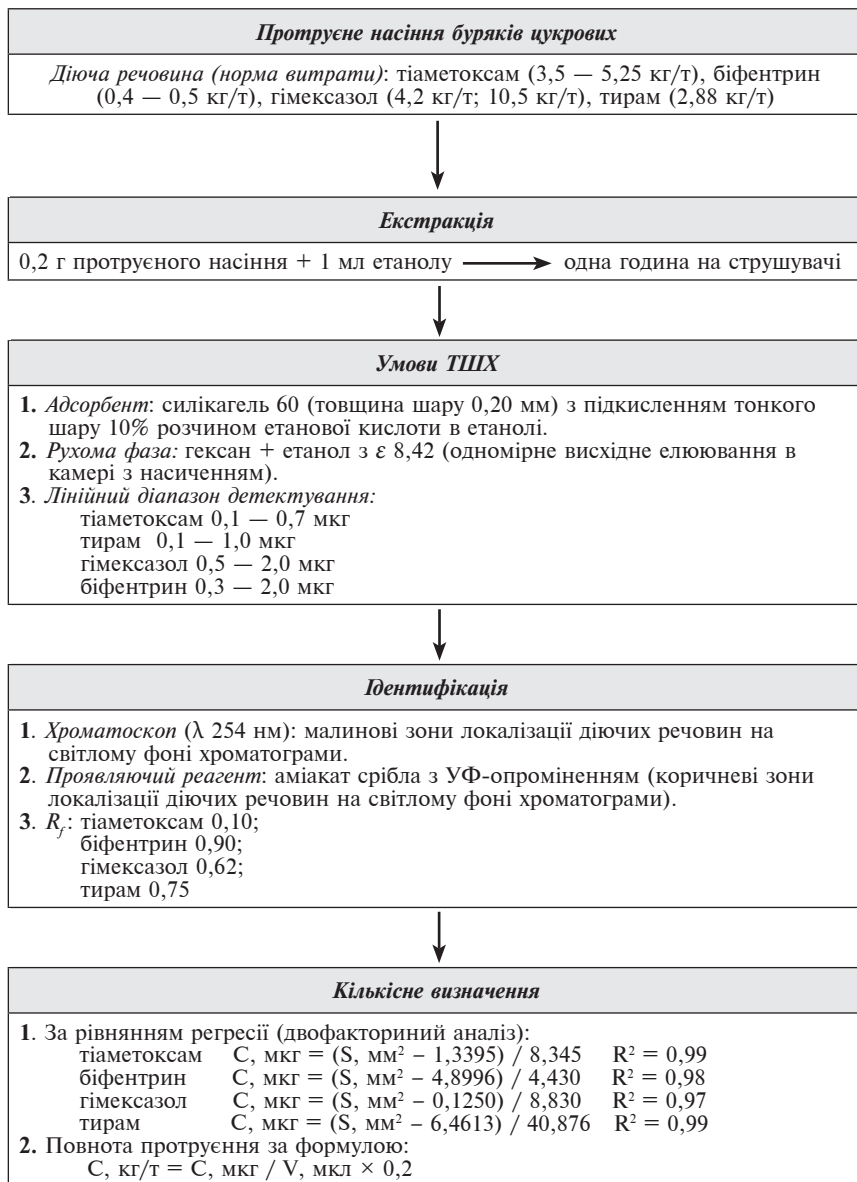 Протруєне насіння буряків цукрових
Діюча речовина (норма витрати): тіаметоксам (3,5 — 5,25 кг/т), біфентрин
(0,4 — 0,5 кг/т), гімексазол (4,2 кг/т; 10,5 кг/т), тирам (2,88 кг/т)
Екстракція
0,2 г протруєного насіння + 1 мл етанолу → одна година на струшувачі
Умови ТШХ
1. Адсорбент: силікагель 60 (товщина шару 0,20 мм) з підкисленням тонкого
шару 10% розчином етанової кислоти в етанолі.
2. Рухома фаза: гексан + етанол з ε 8,42 (одномірне висхідне елюювання в
камері з насиченням).
3. Лінійний діапазон детектування:
тіаметоксам 0,1 — 0,7 мкг
тирам 0,1 — 1,0 мкг
гімексазол 0,5 — 2,0 мкг
біфентрин 0,3 — 2,0 мкг
Ідентифікація
1. Хроматоскоп (λ 254 нм): малинові зони локалізації діючих речовин на
світлому фоні хроматограми.
2. Проявляючий реагент: аміакат срібла з УФ-опроміненням (коричневі зони
локалізації діючих речовин на світлому фоні хроматограми).
3. Rf: тіаметоксам 0,10;
біфентрин 0,90;
гімексазол 0,62;
тирам 0,75
Кількісне визначення
1. За рівнянням регресії (двофакториний аналіз):
тіаметоксам С, мкг = (S, мм² – 1,3395) / 8,345 R² = 0,99
біфентрин С, мкг = (S, мм² – 4,8996) / 4,430 R² = 0,98
гімексазол С, мкг = (S, мм² – 0,1250) / 8,830 R² = 0,97
тирам С, мкг = (S, мм² – 6,4613) / 40,876 R² = 0,99
2. Повнота протруєння за формулою:
С, кг/т = С, мкг / V, мкл × 0,2